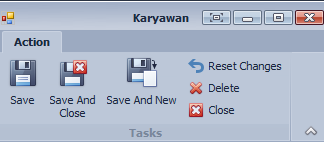 Karyawan
Action
Save
Save And Close
Save And New
Reset Changes
Delete
Close
Tasks